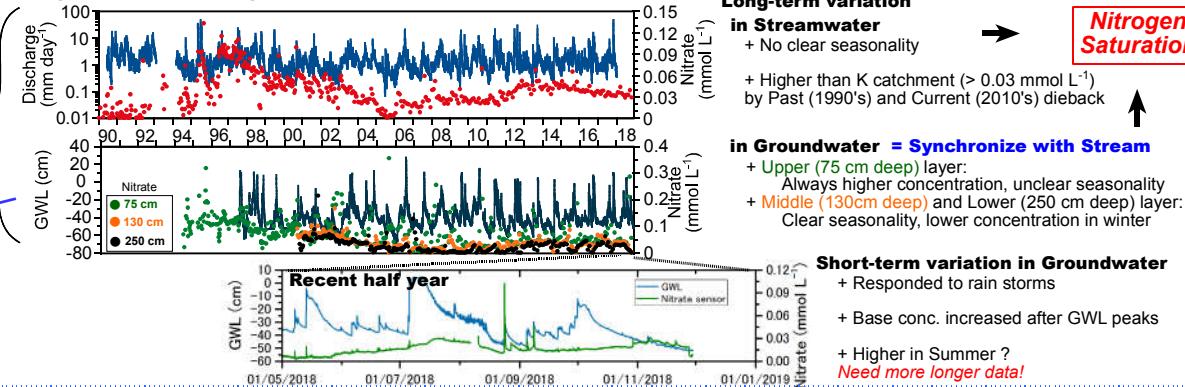 Long-term variation
in Streamwater
+ No clear seasonality
+ Higher than K catchment (> 0.03 mmol L-1)
by Past (1990's) and Current (2010's) dieback
Nitrogen
Saturation
in Groundwater = Synchronize with Stream
+ Upper (75 cm deep) layer:
Always higher concentration, unclear seasonality
+ Middle (130cm deep) and Lower (250 cm deep) layer:
Clear seasonality, lower concentration in winter
Short-term variation in Groundwater
+ Responded to rain storms
+ Base conc. increased after GWL peaks
+ Higher in Summer ?
Need more longer data!
Discharge
(mm day-1)
100
10
1
0.1
0.01
0.15
0.12
0.09
0.06
0.03
0
Nitrate
(mmol L-1)
90 92 94 96 98 00 02 04 06 08 10 12 14 16 18
GWL (cm)
40
20
0
-20
-40
-60
-80
Nitrate
75 cm
130 cm
250 cm
0.4
0.3
0.2
0.1
0
Nitrate
(mmol L-1)
Recent half year
GWL (cm)
10
0
-10
-20
-30
-40
-50
-60
GWL
Nitrate sensor
0.12
0.09
0.06
0.03
0.00
Nitrate (mmol L-1)
01/05/2018 01/07/2018 01/09/2018 01/11/2018 01/01/2019